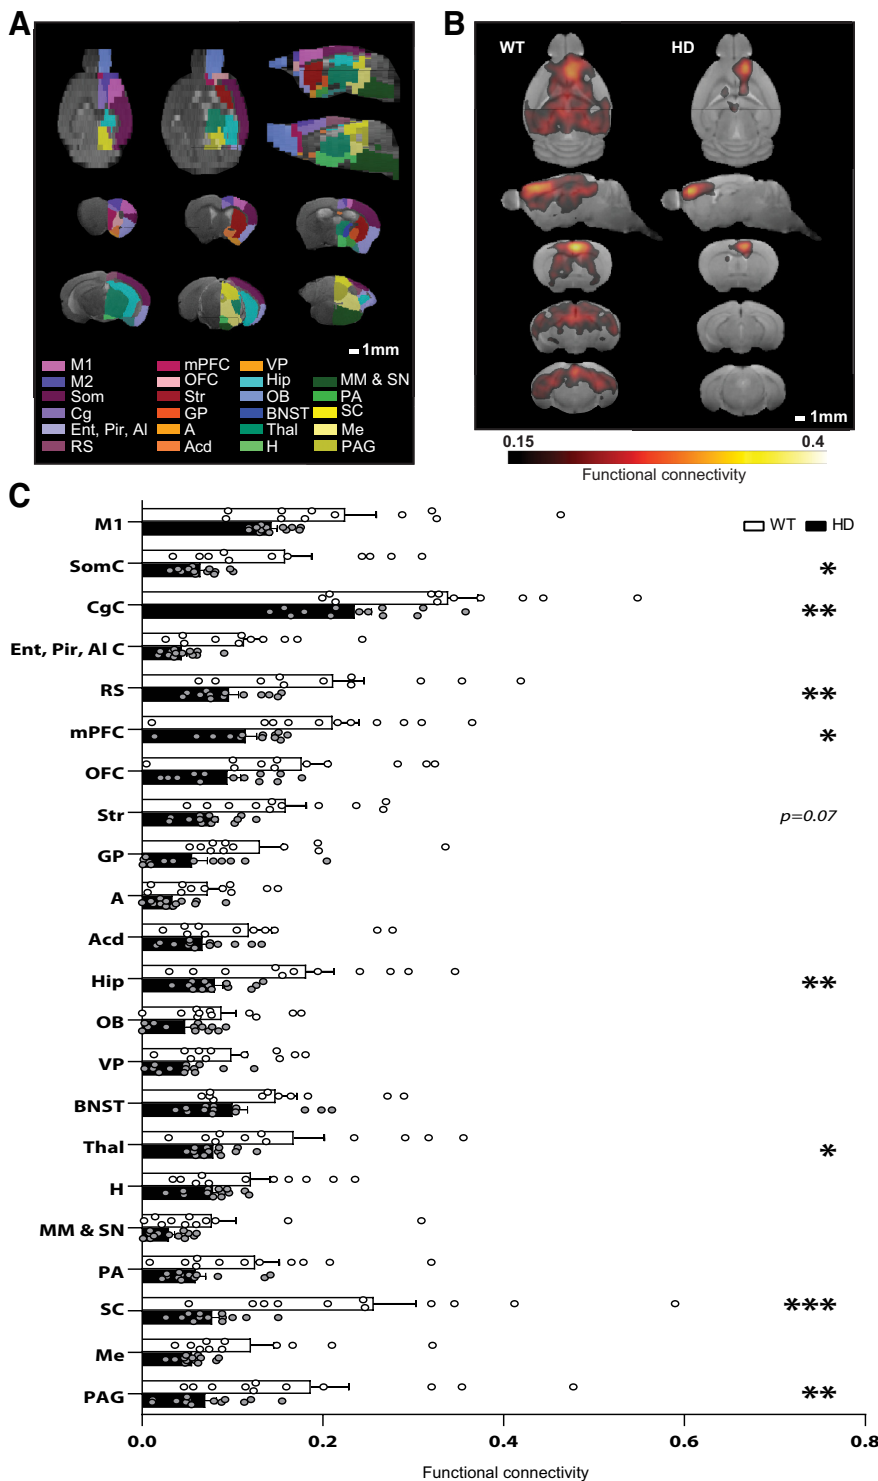 A
B
WT
HD
1mm
M1
M2
Som
Cg
Ent, Pir, AI
RS
mPFC
OFC
Str
GP
A
Acd
VP
Hip
OB
BNST
Thal
H
MM & SN
PA
SC
Me
PAG
1mm
0.15
0.4
Functional connectivity
C
WT
HD
M1
SomC *
CgC **
Ent, Pir, AI C
RS **
mPFC *
OFC
Str p=0.07
GP
A
Acd
Hip **
OB
VP
BNST
Thal *
H
MM & SN
PA
SC ***
Me
PAG **
0.0 0.2 0.4 0.6 0.8
Functional connectivity